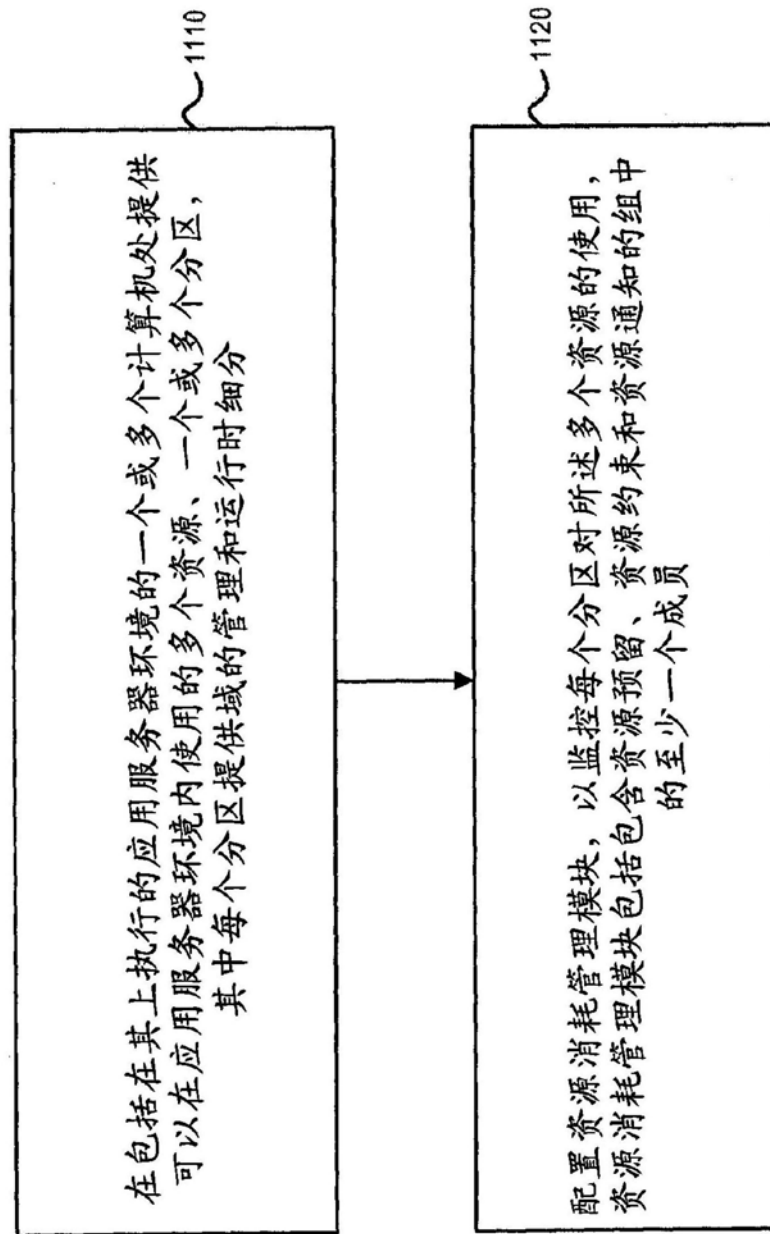 在包括在其上执行的应用服务器环境的一个或多个计算机处提供
可以在应用服务器环境内使用的多个资源、一个或多个分区，
其中每个分区提供域的管理和运行时细分
1110
配置资源消耗管理模块，以监控每个分区对所述多个资源的使用，
资源消耗管理模块包括包含资源预留、资源约束和资源通知的组中
的至少一个成员
1120